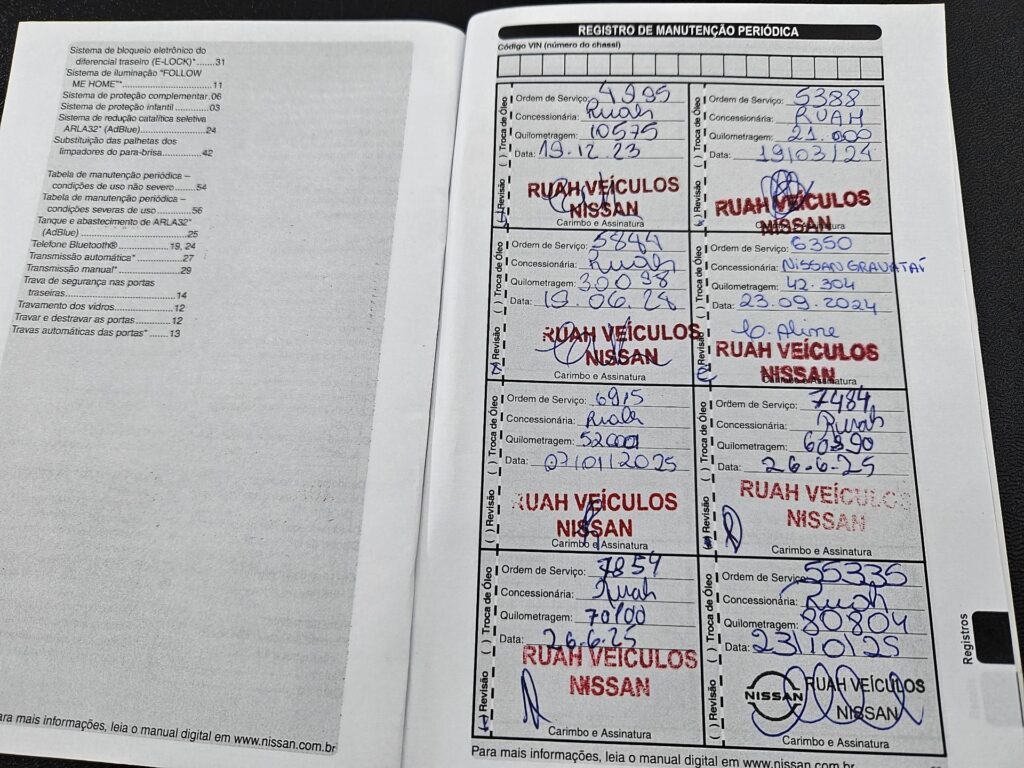 Sistema de bloqueio eletrônico do
diferencial traseiro (E-LOCK)*.......31
Sistema de iluminação "FOLLOW
ME HOME"*..............................11
Sistema de proteção complementar.06
Sistema de proteção infantil ............03
Sistema de redução catalítica seletiva
ARLA32* (AdBlue)......................24
Substituição das palhetas dos
limpadores do para-brisa.............42
Tabela de manutenção periódica –
condições de uso não severo......54
Tabela de manutenção periódica –
condições severas de uso ...........56
Tanque e abastecimento de ARLA32*
(AdBlue) .....................................25
Telefone Bluetooth® .................. 19, 24
Transmissão automática* .................27
Transmissão manual*.......................29
Trava de segurança nas portas
traseiras......................................14
Travamento dos vidros.....................12
Travar e destravar as portas ............12
Travas automáticas das portas* .......13
ara mais informações, leia o manual digital em www.nissan.com.br
REGISTRO DE MANUTENÇÃO PERIÓDICA
Código VIN (número do chassi)
( ) Revisão ( ) Troca de Óleo
Ordem de Serviço: 4995
Concessionária: Ruah
Quilometragem: 10575
Data: 19.12.23
RUAH VEÍCULOS
NISSAN
Carimbo e Assinatura
( ) Revisão ( ) Troca de Óleo
Ordem de Serviço: 5388
Concessionária: RUAH
Quilometragem: 21.000
Data: 19/03/24
RUAH VEÍCULOS
NISSAN
Carimbo e Assinatura
( ) Revisão ( ) Troca de Óleo
Ordem de Serviço: 5844
Concessionária: Ruah
Quilometragem: 30098
Data: 19.06.24
RUAH VEÍCULOS
NISSAN
Carimbo e Assinatura
( ) Revisão ( ) Troca de Óleo
Ordem de Serviço: 6350
Concessionária: NISSAN GRAVATAÍ
Quilometragem: 42.304
Data: 23.09.2024
C. Aline
RUAH VEÍCULOS
NISSAN
Carimbo e Assinatura
( ) Revisão ( ) Troca de Óleo
Ordem de Serviço: 6915
Concessionária: Ruah
Quilometragem: 52000
Data: 07/01/2025
RUAH VEÍCULOS
NISSAN
Carimbo e Assinatura
( ) Revisão ( ) Troca de Óleo
Ordem de Serviço: 7484
Concessionária: Ruah
Quilometragem: 60890
Data: 26.6.25
RUAH VEÍCULOS
NISSAN
Carimbo e Assinatura
( ) Revisão ( ) Troca de Óleo
Ordem de Serviço: 7854
Concessionária: Ruah
Quilometragem: 70100
Data: 26.6.25
RUAH VEÍCULOS
NISSAN
Carimbo e Assinatura
( ) Revisão ( ) Troca de Óleo
Ordem de Serviço: 55335
Concessionária: Ruah
Quilometragem: 80804
Data: 23/10/25
NISSAN
RUAH VEÍCULOS
NISSAN
Carimbo e Assinatura
Para mais informações, leia o manual digital em www.nissan.com.br
Registros